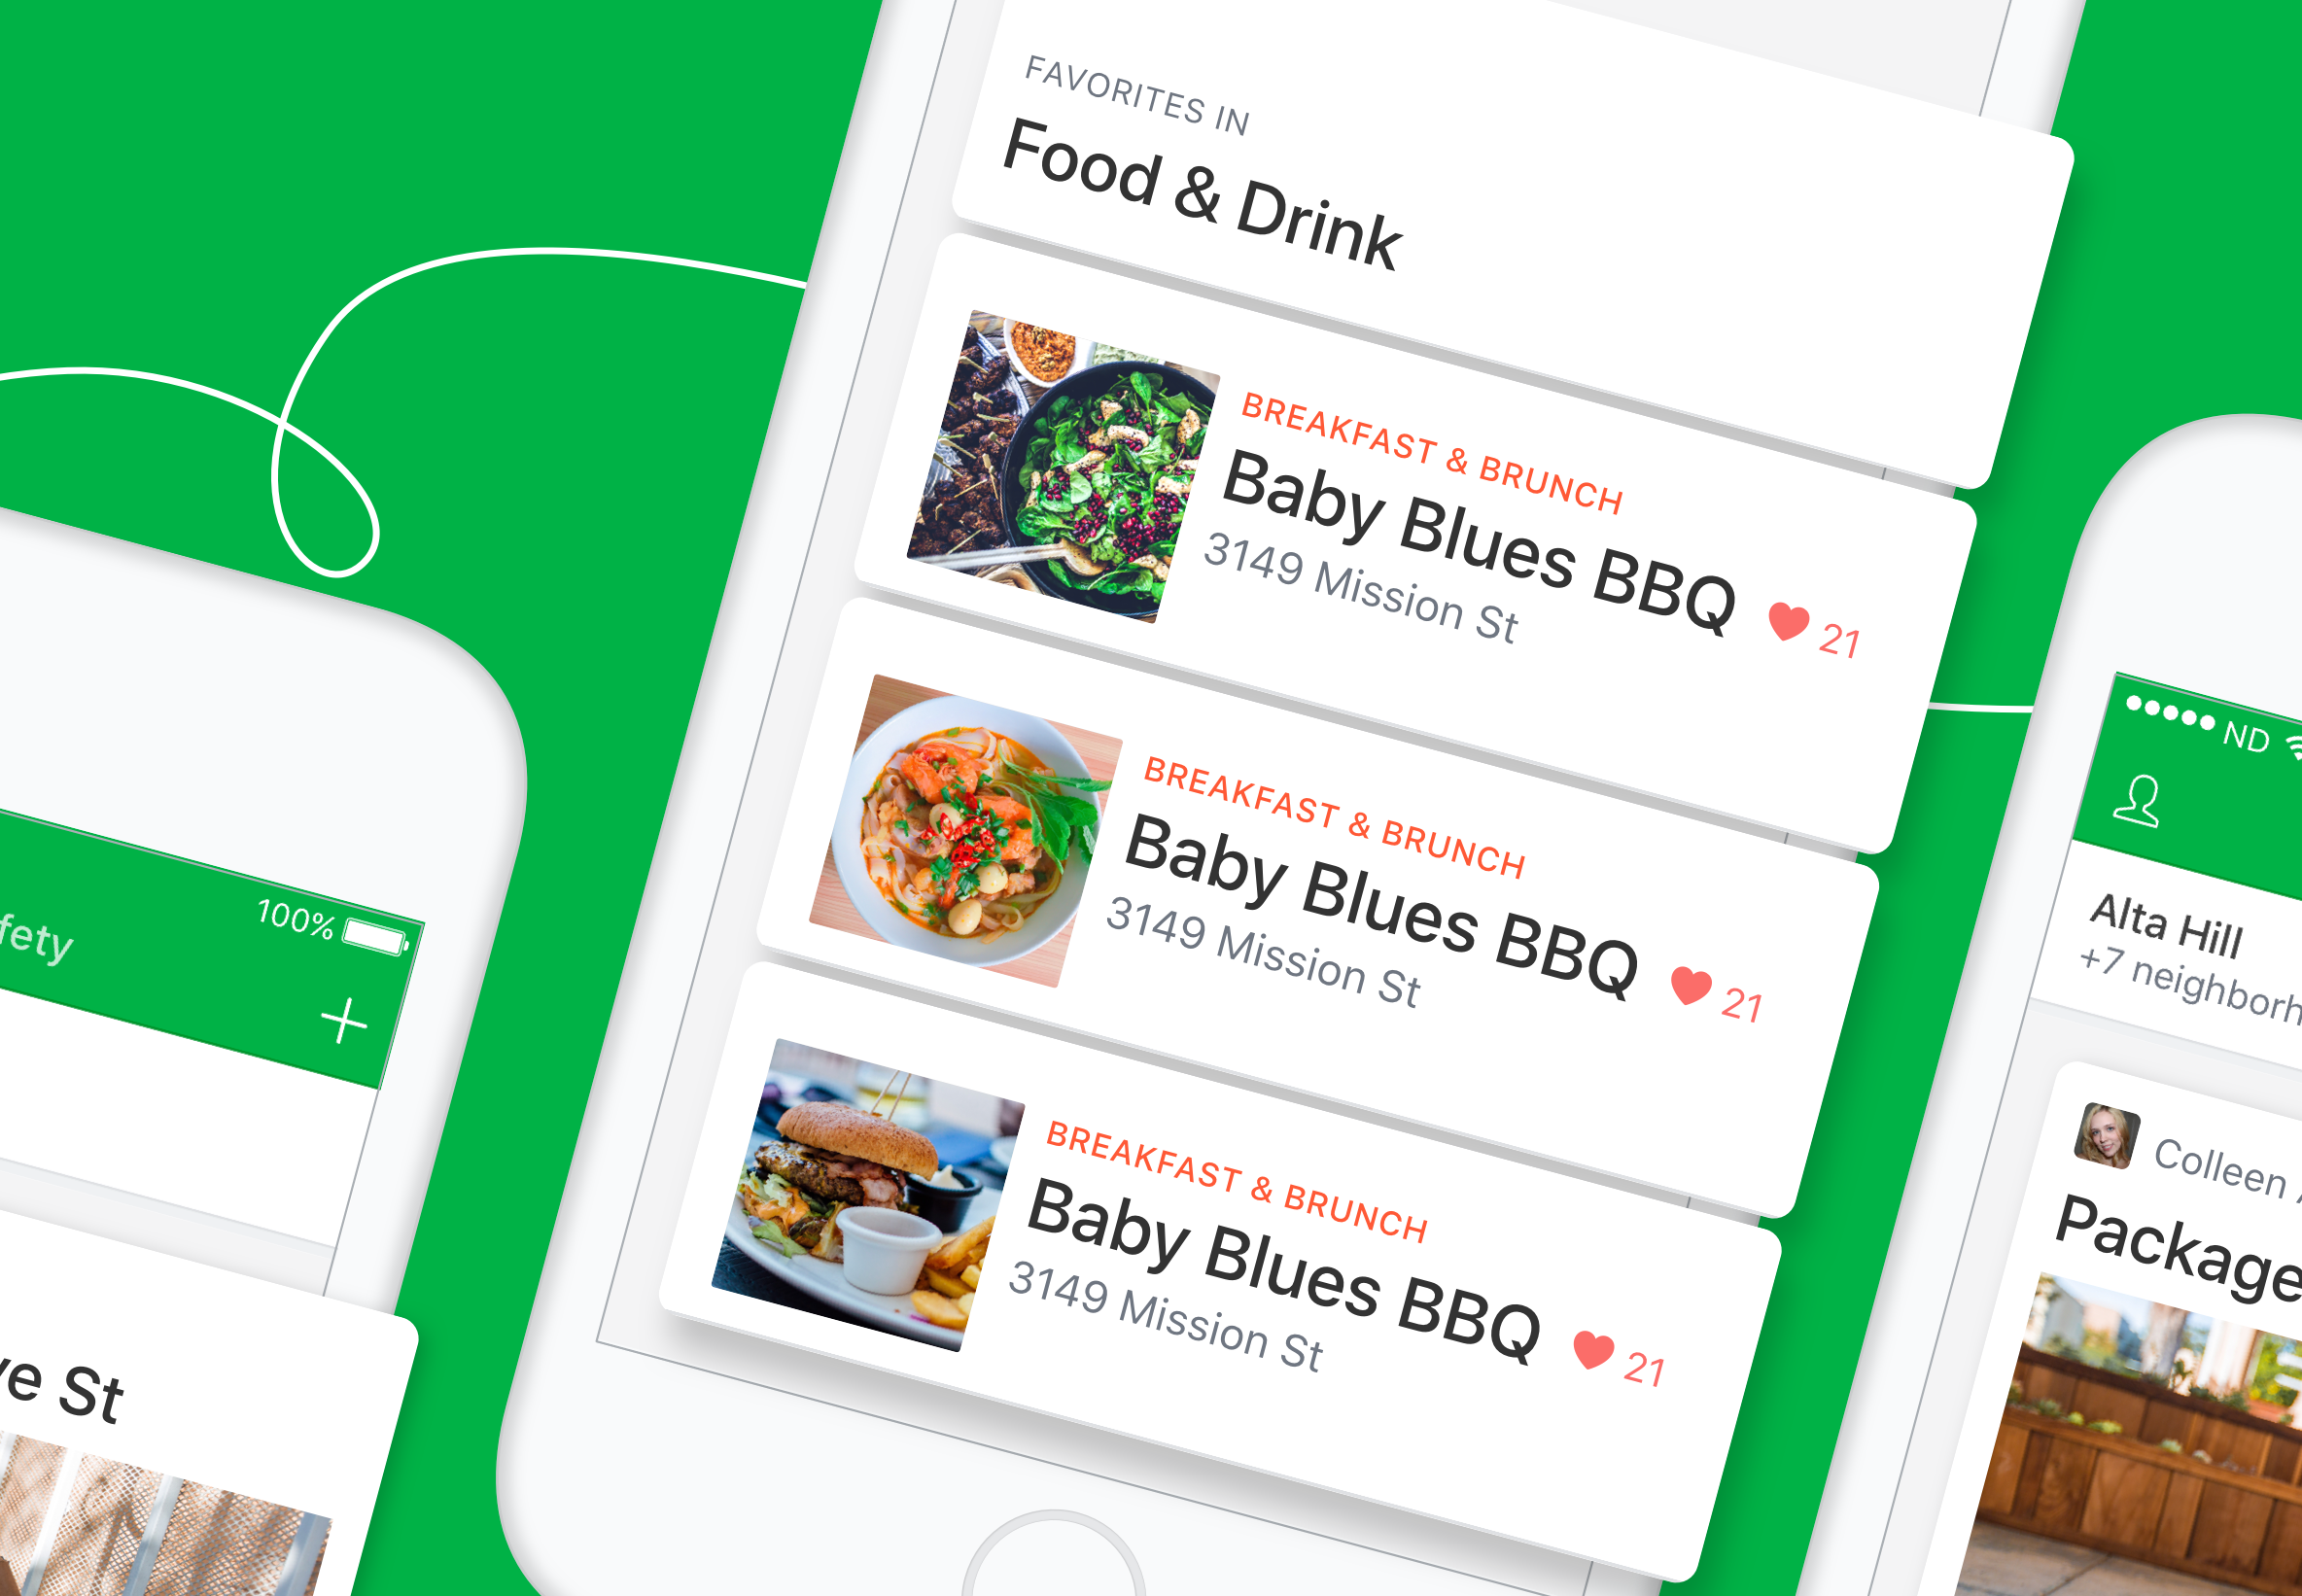 100%
ve St
FAVORITES IN
Food & Drink
BREAKFAST & BRUNCH
Baby Blues BBQ
3149 Mission St
21
BREAKFAST & BRUNCH
Baby Blues BBQ
3149 Mission St
21
BREAKFAST & BRUNCH
Baby Blues BBQ
3149 Mission St
21
ND
Alta Hill
+7 neighborh
Colleen
Package